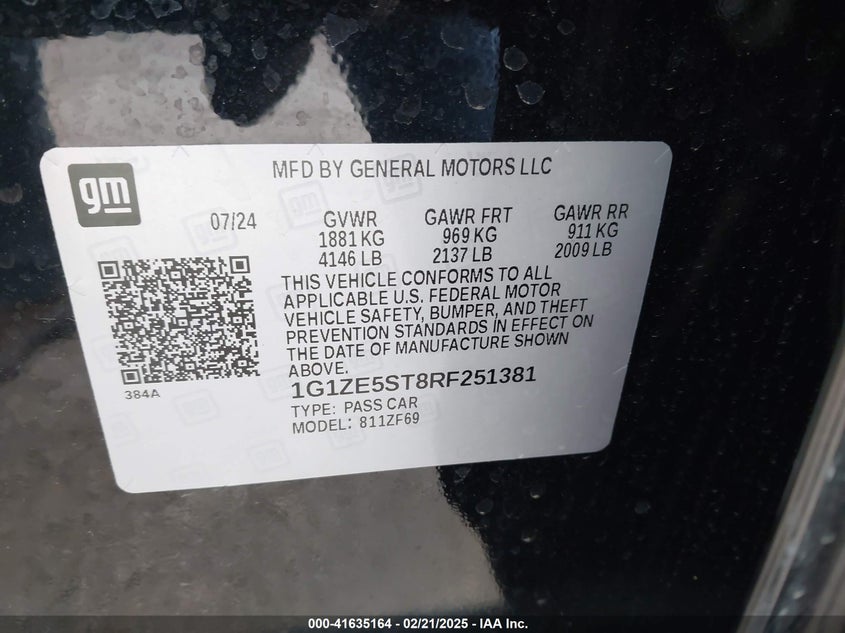 gm
MFD BY GENERAL MOTORS LLC
07/24
GVWR
1881 KG
4146 LB
GAWR FRT
969 KG
2137 LB
GAWR RR
911 KG
2009 LB
THIS VEHICLE CONFORMS TO ALL
APPLICABLE U.S. FEDERAL MOTOR
VEHICLE SAFETY, BUMPER, AND THEFT
PREVENTION STANDARDS IN EFFECT ON
THE DATE OF MANUFACTURE SHOWN
ABOVE.
384A
1G1ZE5ST8RF251381
TYPE: PASS CAR
MODEL: 811ZF69
000-41635164 - 02/21/2025 - IAA Inc.